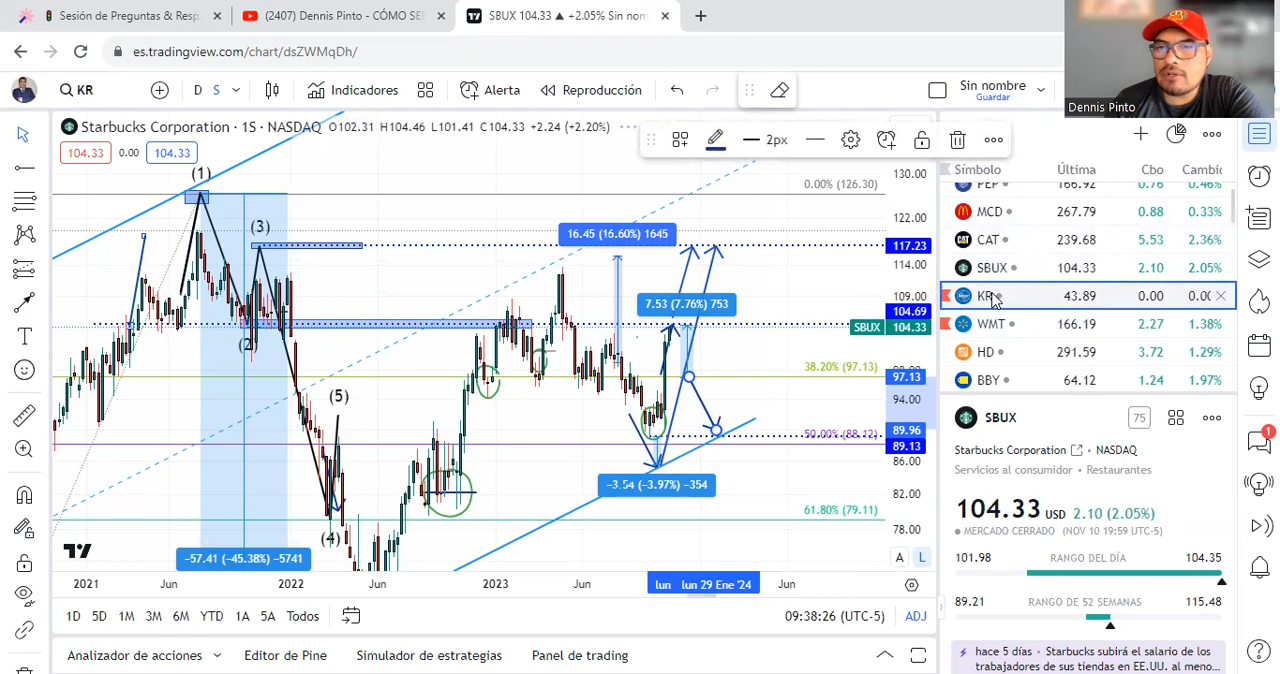 Sesión de Preguntas & Resp
(2407) Dennis Pinto - CÓMO SER
SBUX 104.33 ▲ +2.05% Sin nom
es.tradingview.com/chart/dsZWMqDh/
KR
D S
Indicadores
Alerta
Reproducción
Sin nombre
Guardar
Dennis Pinto
Starbucks Corporation · 1S · NASDAQ O102.31 H104.46 L101.41 C104.33 +2.24 (+2.20%)
2px
104.33 0.00 104.33
(1)
(3)
(2)
(5)
(4)
0.00% (126.30)
38.20% (97.13)
50.00% (88.12)
61.80% (79.11)
16.45 (16.60%) 1645
7.53 (7.76%) 753
−3.54 (−3.97%) −354
−57.41 (−45.38%) −5741
130.00
122.00
117.23
114.00
109.00
104.69
SBUX 104.33
97.13
94.00
89.96
89.13
86.00
82.00
78.00
A L
2021 Jun 2022 Jun 2023 Jun lun lun 29 Ene '24 Jun
1D 5D 1M 3M 6M YTD 1A 5A Todos
09:38:26 (UTC-5)
ADJ
Analizador de acciones
Editor de Pine
Simulador de estrategias
Panel de trading
Símbolo Última Cbo Cambio
PEP 166.92 0.76 0.46%
MCD 267.79 0.88 0.33%
CAT 239.68 5.53 2.36%
SBUX 104.33 2.10 2.05%
KR 43.89 0.00 0.00
WMT 166.19 2.27 1.38%
HD 291.59 3.72 1.29%
BBY 64.12 1.24 1.97%
SBUX
75
Starbucks Corporation · NASDAQ
Servicios al consumidor · Restaurantes
104.33 USD 2.10 (2.05%)
MERCADO CERRADO (NOV 10 19:59 UTC-5)
101.98 RANGO DEL DÍA 104.35
89.21 RANGO DE 52 SEMANAS 115.48
hace 5 días · Starbucks subirá el salario de los
trabajadores de sus tiendas en EE.UU. al meno...
1